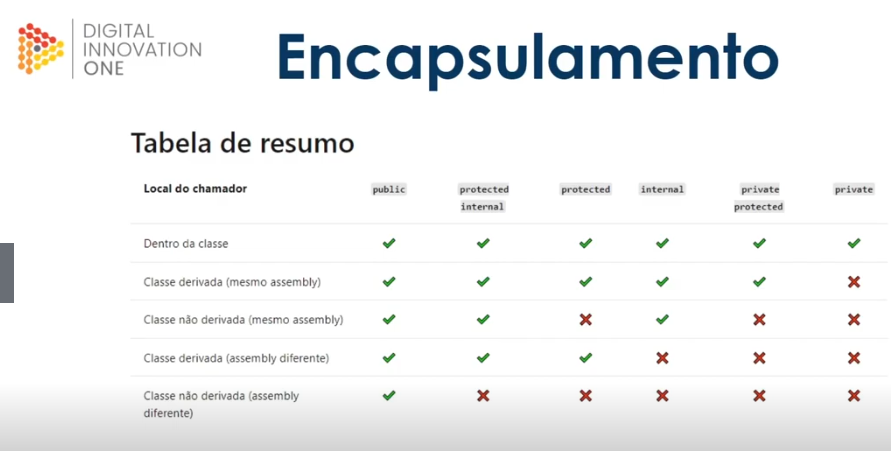 DIGITAL
INNOVATION
ONE
Encapsulamento
Tabela de resumo
Local do chamador public protected internal protected internal private protected private
Dentro da classe ✔ ✔ ✔ ✔ ✔ ✔
Classe derivada (mesmo assembly) ✔ ✔ ✔ ✔ ✔ ✖
Classe não derivada (mesmo assembly) ✔ ✔ ✖ ✔ ✖ ✖
Classe derivada (assembly diferente) ✔ ✔ ✔ ✖ ✖ ✖
Classe não derivada (assembly ✔ ✖ ✖ ✖ ✖ ✖
diferente)